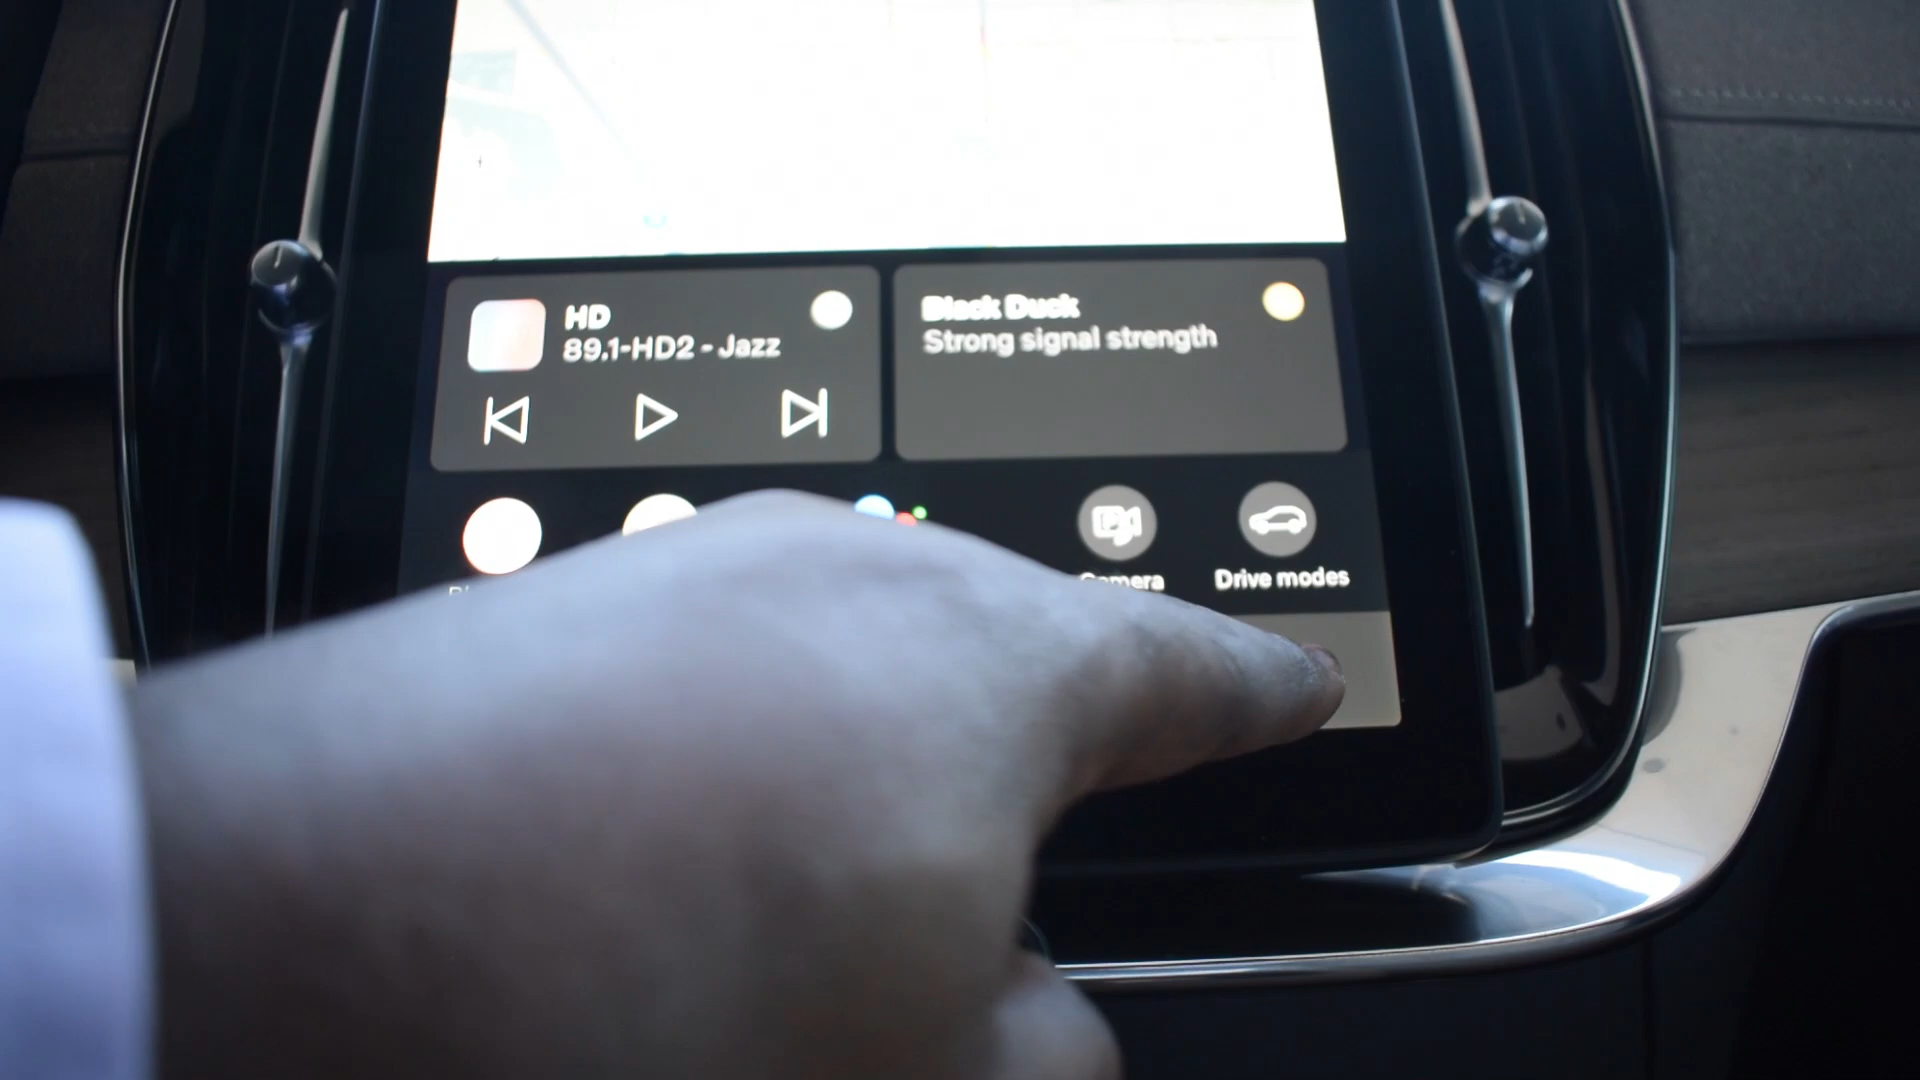 HD
89.1-HD2 - Jazz
Black Duck
Strong signal strength
Camera
Drive modes